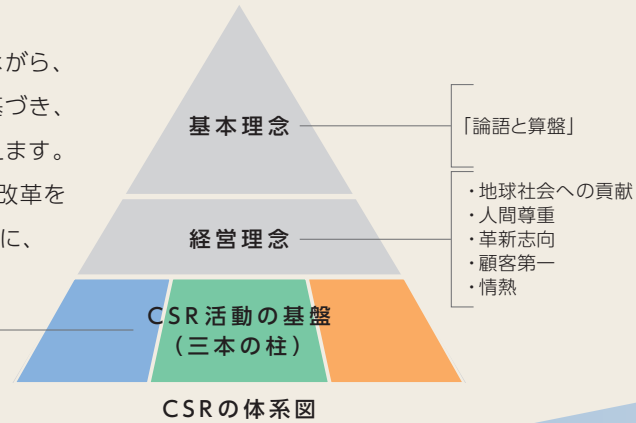 がら、
づき、
えます。
改革を
に、
基本理念
「論語と算盤」
経営理念
・地球社会への貢献
・人間尊重
・革新志向
・顧客第一
・情熱
CSR活動の基盤
（三本の柱）
CSRの体系図